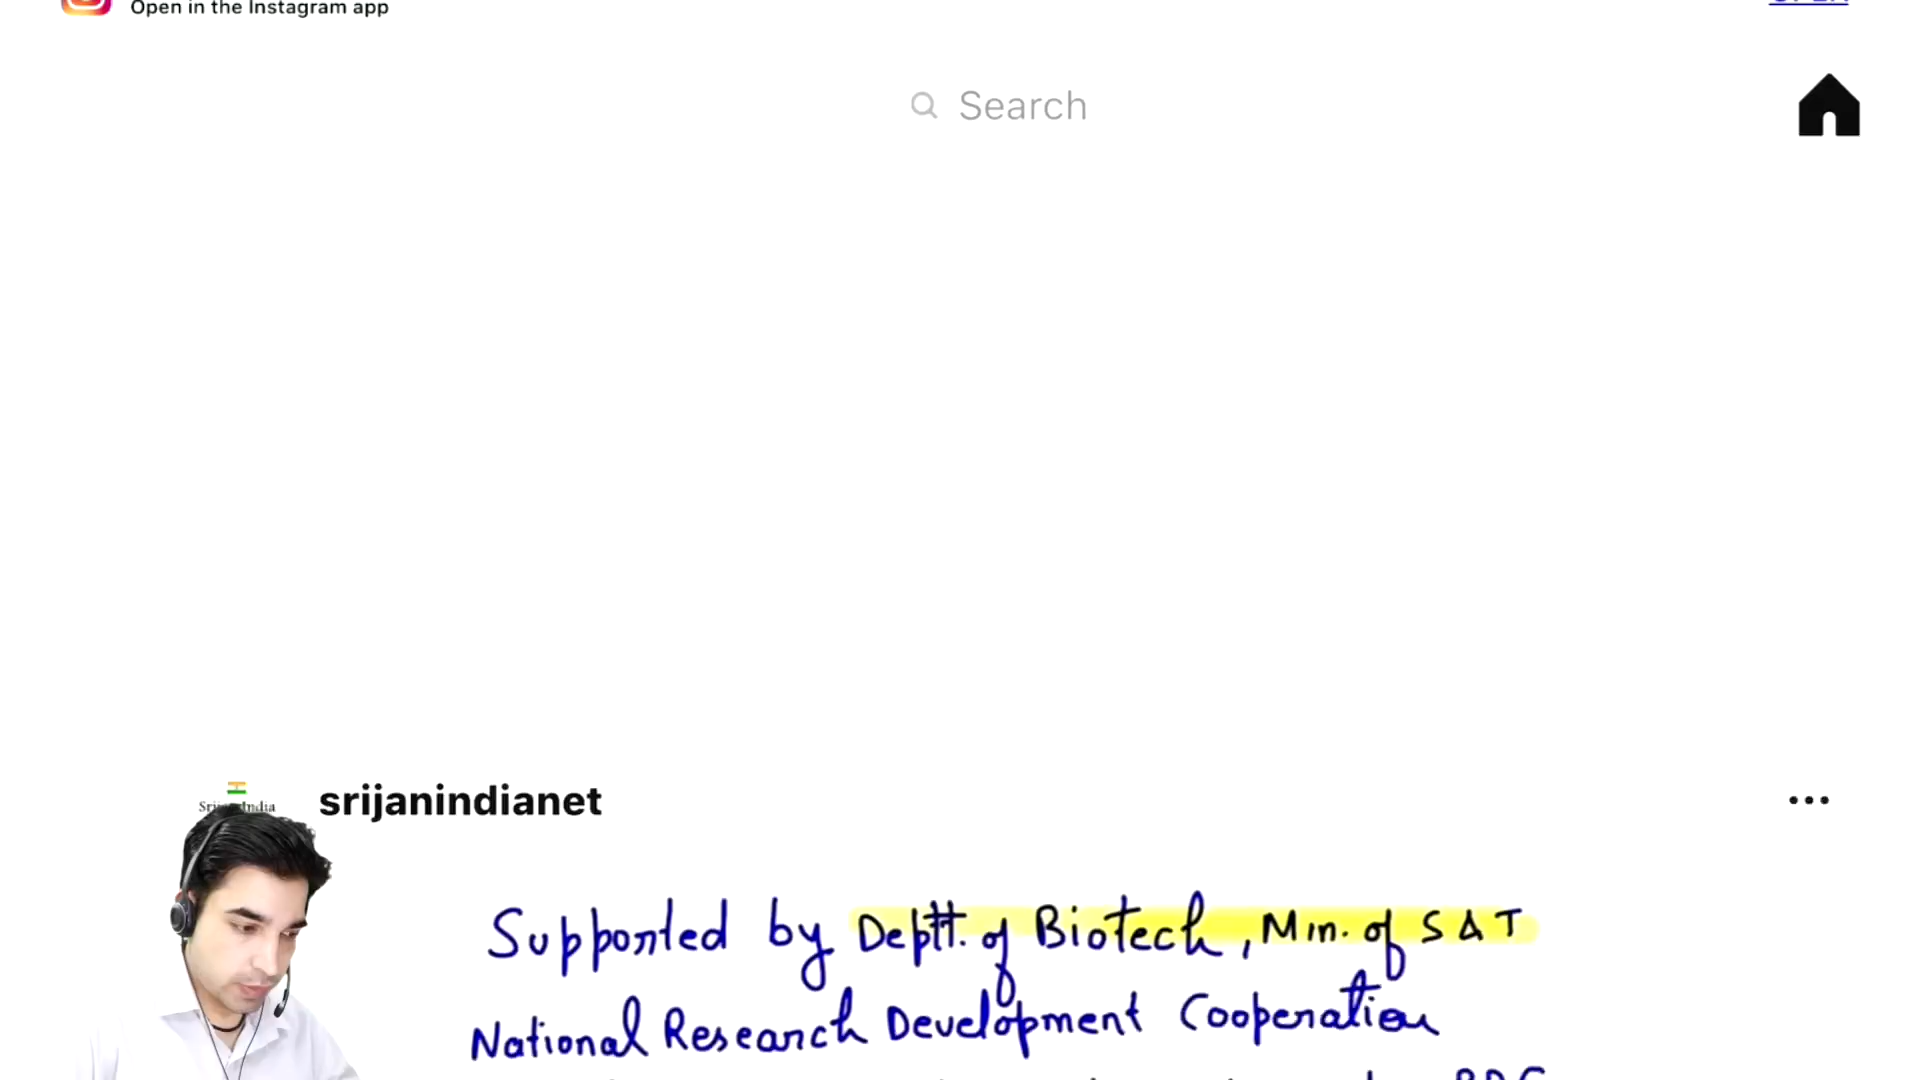 Open in the Instagram app
Search
srijanindianet
Supported by Deptt. of Biotech, Min. of S & T
National Research Development Cooperation